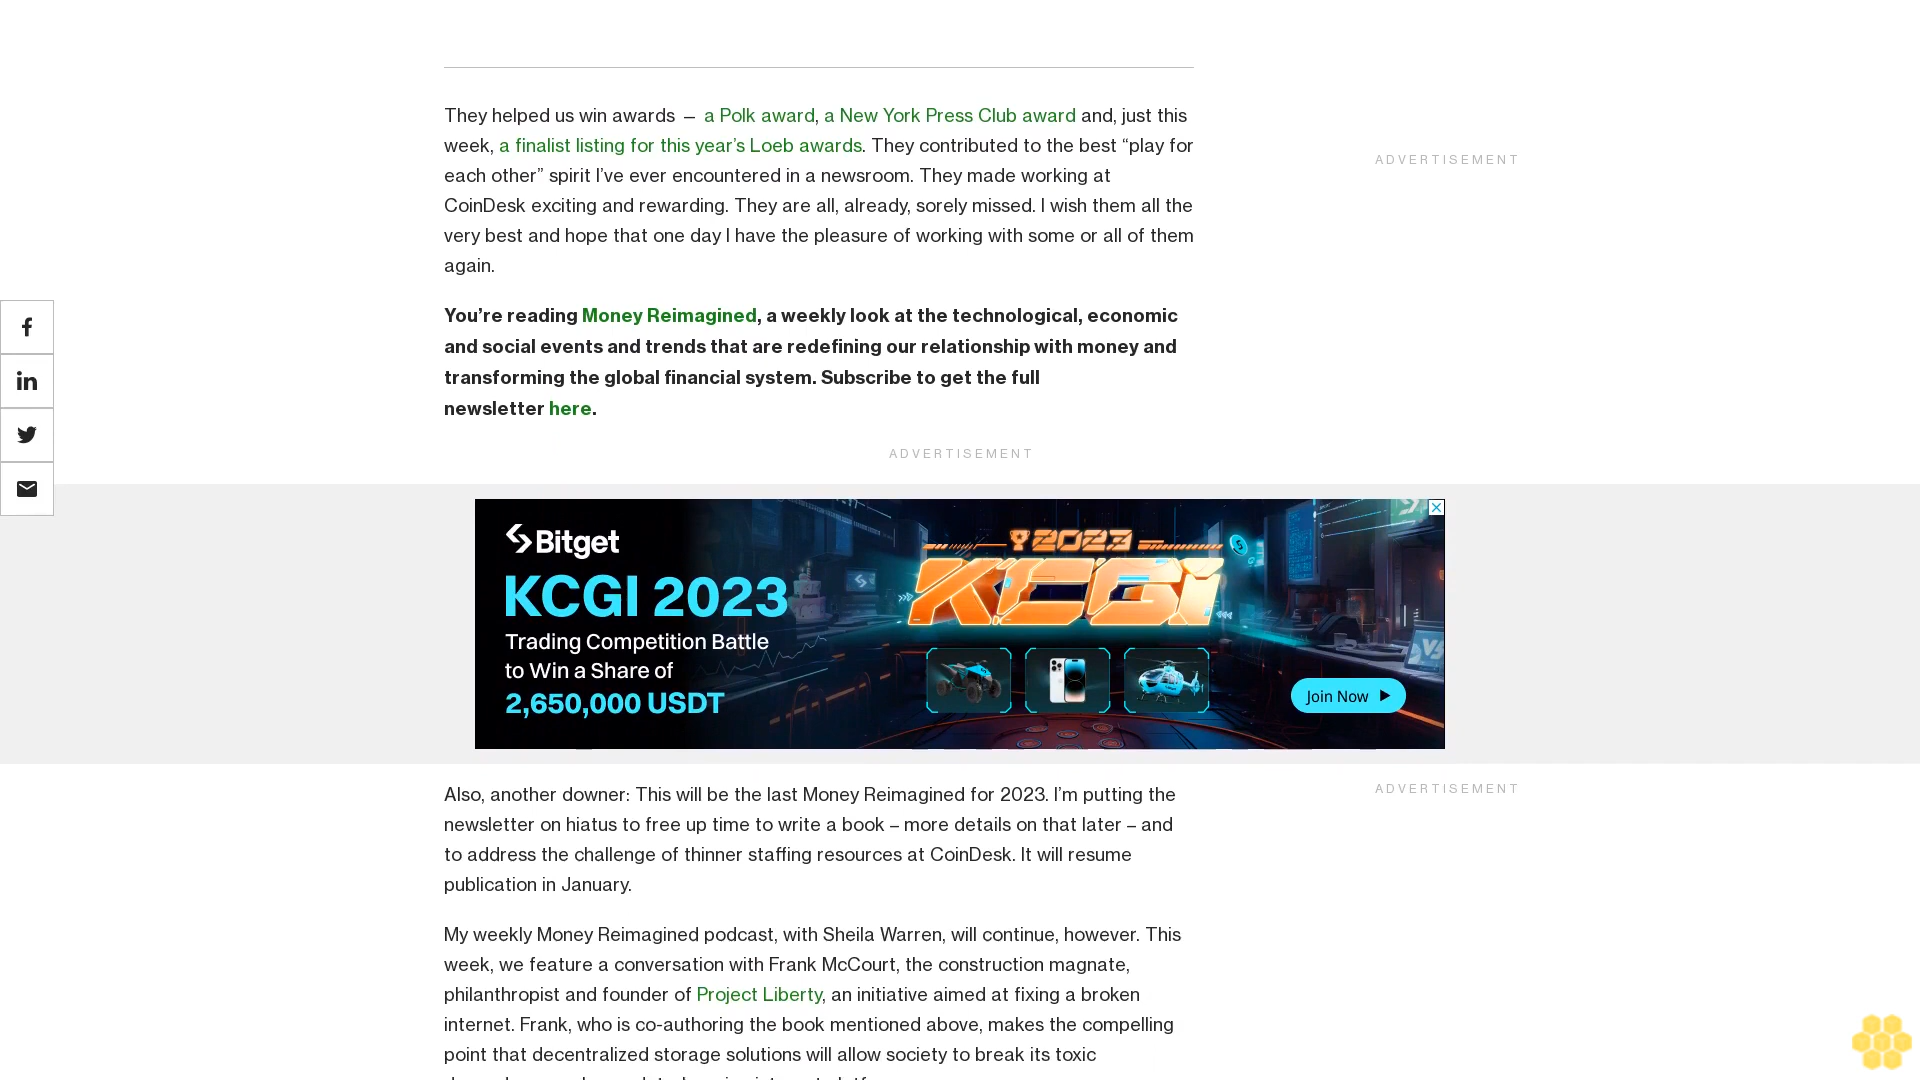 They helped us win awards — a Polk award, a New York Press Club award and, just this
week, a finalist listing for this year’s Loeb awards. They contributed to the best “play for
each other” spirit I’ve ever encountered in a newsroom. They made working at
CoinDesk exciting and rewarding. They are all, already, sorely missed. I wish them all the
very best and hope that one day I have the pleasure of working with some or all of them
again.
ADVERTISEMENT
You’re reading Money Reimagined, a weekly look at the technological, economic
and social events and trends that are redefining our relationship with money and
transforming the global financial system. Subscribe to get the full
newsletter here.
ADVERTISEMENT
Bitget
KCGI 2023
Trading Competition Battle
to Win a Share of
2,650,000 USDT
2023
KCGI
Join Now
Also, another downer: This will be the last Money Reimagined for 2023. I’m putting the
newsletter on hiatus to free up time to write a book – more details on that later – and
to address the challenge of thinner staffing resources at CoinDesk. It will resume
publication in January.
ADVERTISEMENT
My weekly Money Reimagined podcast, with Sheila Warren, will continue, however. This
week, we feature a conversation with Frank McCourt, the construction magnate,
philanthropist and founder of Project Liberty, an initiative aimed at fixing a broken
internet. Frank, who is co-authoring the book mentioned above, makes the compelling
point that decentralized storage solutions will allow society to break its toxic